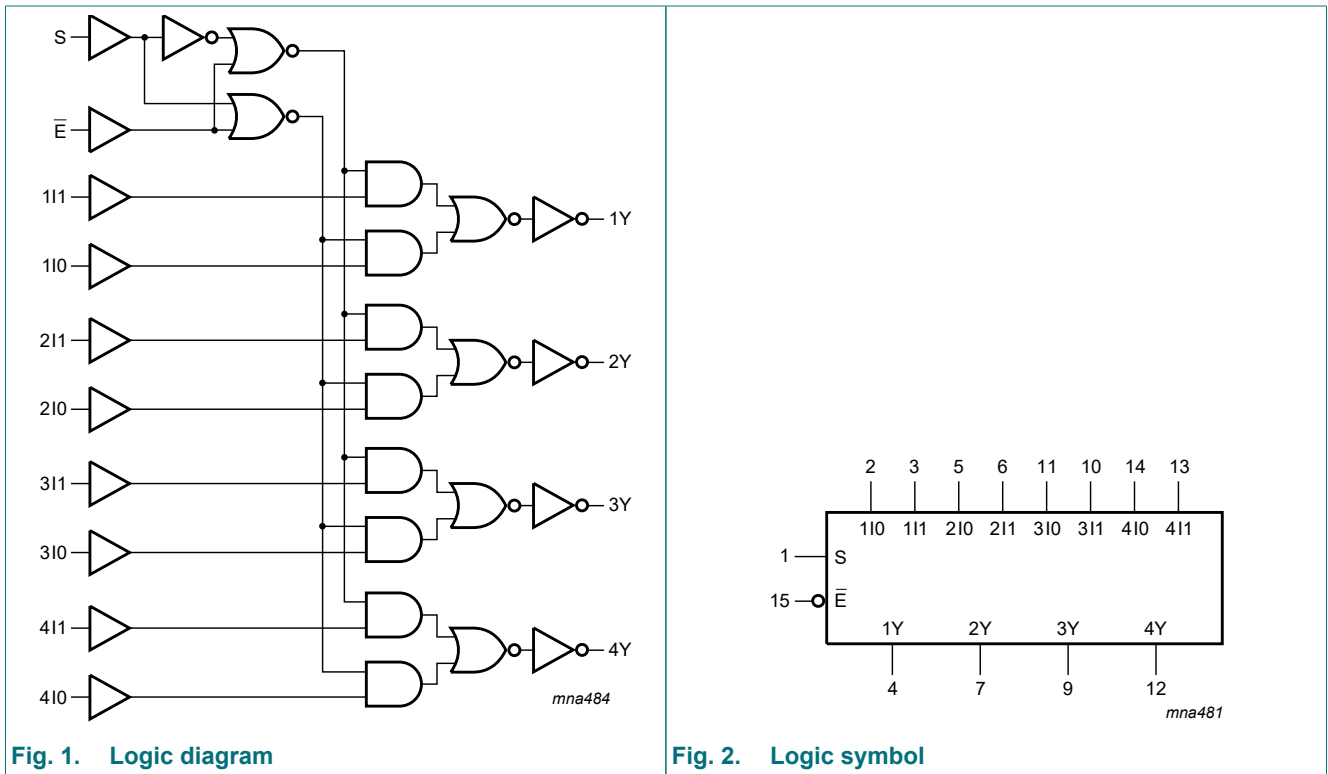 S
E̅
1I1
1I0
1Y
2I1
2I0
2Y
3I1
3I0
3Y
4I1
4I0
4Y
mna484
Fig. 1. Logic diagram
2 3 5 6 11 10 14 13
1I0 1I1 2I0 2I1 3I0 3I1 4I0 4I1
1 S
15 E̅
1Y 2Y 3Y 4Y
4 7 9 12
mna481
Fig. 2. Logic symbol